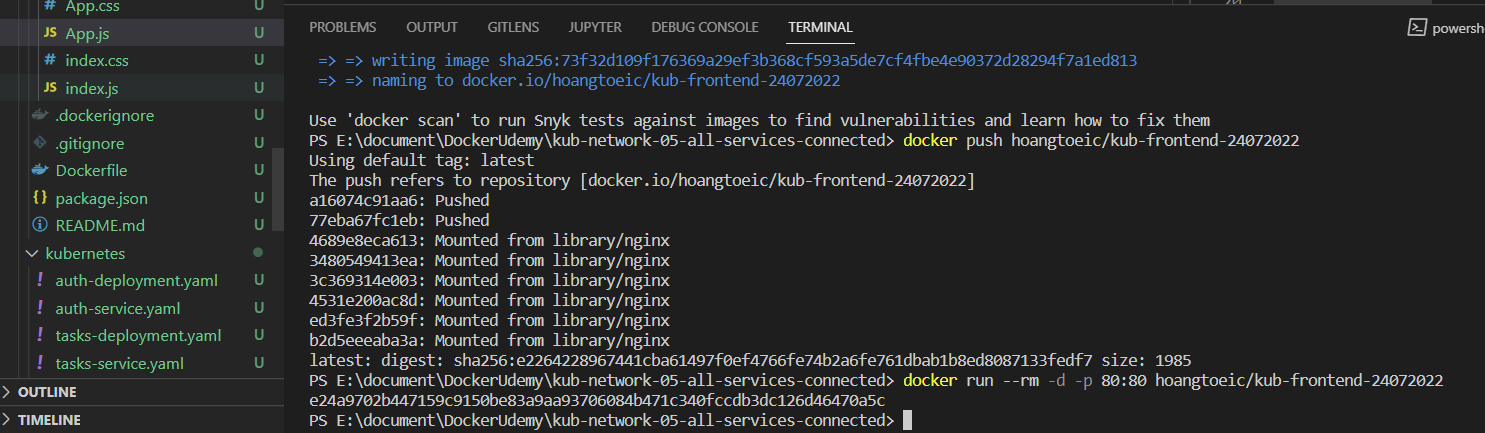 App.css U
App.js U
index.css U
index.js U
.dockerignore U
.gitignore U
Dockerfile U
package.json U
README.md U
kubernetes
auth-deployment.yaml U
auth-service.yaml U
tasks-deployment.yaml U
tasks-service.yaml U
OUTLINE
TIMELINE
PROBLEMS OUTPUT GITLENS JUPYTER DEBUG CONSOLE TERMINAL
=> => writing image sha256:73f32d109f176369a29ef3b368cf593a5de7cf4fbe4e90372d28294f7a1ed813
=> => naming to docker.io/hoangtoeic/kub-frontend-24072022
Use 'docker scan' to run Snyk tests against images to find vulnerabilities and learn how to fix them
PS E:\document\DockerUdemy\kub-network-05-all-services-connected> docker push hoangtoeic/kub-frontend-24072022
Using default tag: latest
The push refers to repository [docker.io/hoangtoeic/kub-frontend-24072022]
a16074c91aa6: Pushed
77eba67fc1eb: Pushed
4689e8eca613: Mounted from library/nginx
3480549413ea: Mounted from library/nginx
3c369314e003: Mounted from library/nginx
4531e200ac8d: Mounted from library/nginx
ed3fe3f2b59f: Mounted from library/nginx
b2d5eeeaba3a: Mounted from library/nginx
latest: digest: sha256:e2264228967441cba61497f0ef4766fe74b2a6fe761dbab1b8ed8087133fedf7 size: 1985
PS E:\document\DockerUdemy\kub-network-05-all-services-connected> docker run --rm -d -p 80:80 hoangtoeic/kub-frontend-24072022
e24a9702b447159c9150be83a9aa93706084b471c340fccdb3dc126d46470a5c
PS E:\document\DockerUdemy\kub-network-05-all-services-connected>